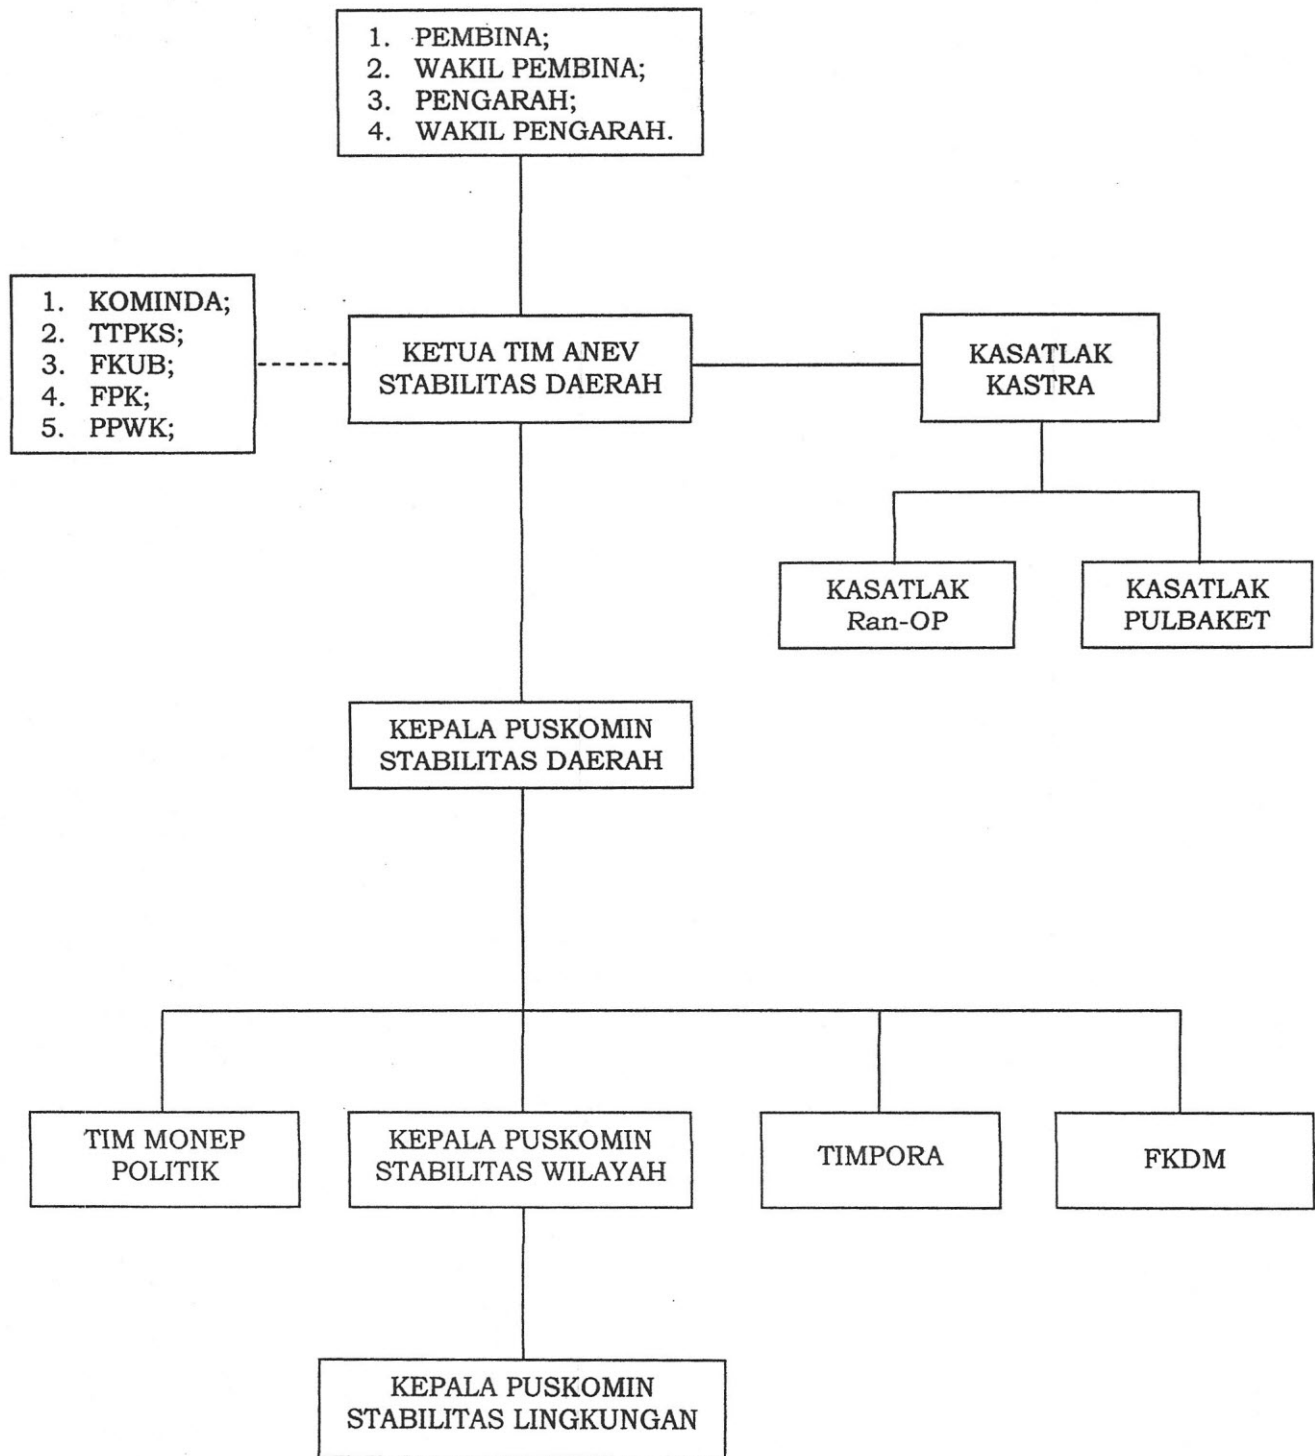 1. PEMBINA;
2. WAKIL PEMBINA;
3. PENGARAH;
4. WAKIL PENGARAH.
1. KOMINDA;
2. TTPKS;
3. FKUB;
4. FPK;
5. PPWK;
KETUA TIM ANEV
STABILITAS DAERAH
KASATLAK
KASTRA
KASATLAK
Ran-OP
KASATLAK
PULBAKET
KEPALA PUSKOMIN
STABILITAS DAERAH
TIM MONEP
POLITIK
KEPALA PUSKOMIN
STABILITAS WILAYAH
TIMPORA
FKDM
KEPALA PUSKOMIN
STABILITAS LINGKUNGAN